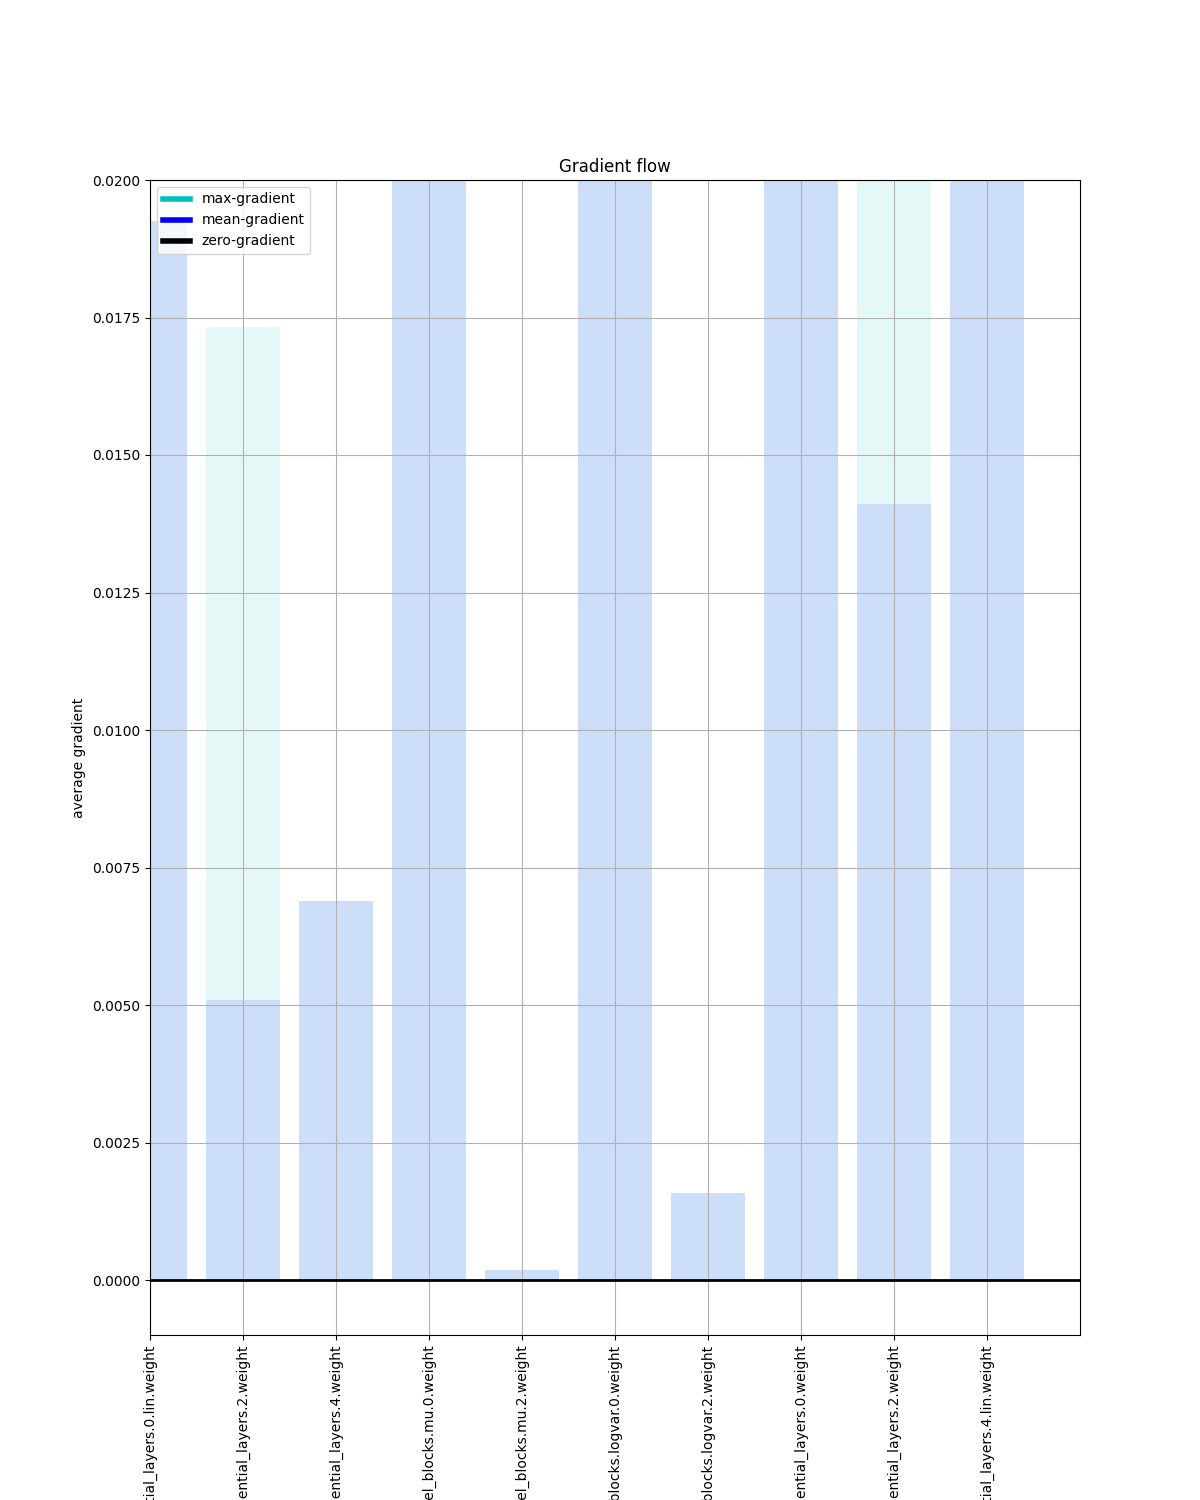 Gradient flow
max-gradient
mean-gradient
zero-gradient
0.0200
0.0175
0.0150
0.0125
0.0100
0.0075
0.0050
0.0025
0.0000
average gradient
tial_layers.0.lin.weight
ential_layers.2.weight
ential_layers.4.weight
el_blocks.mu.0.weight
el_blocks.mu.2.weight
blocks.logvar.0.weight
blocks.logvar.2.weight
ential_layers.0.weight
ential_layers.2.weight
tial_layers.4.lin.weight